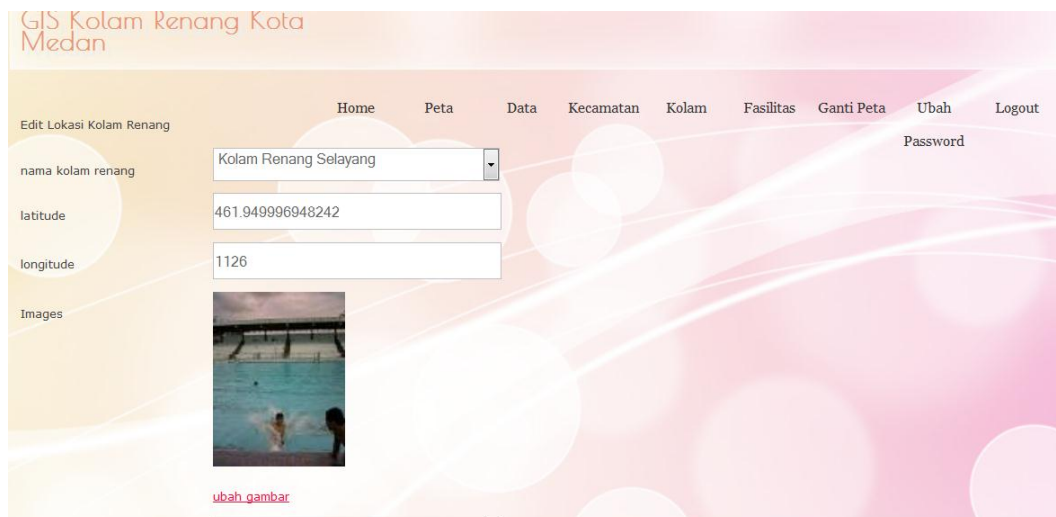 GIS Kolam Renang Kota
Medan
Home Peta Data Kecamatan Kolam Fasilitas Ganti Peta Ubah Password Logout
Edit Lokasi Kolam Renang
nama kolam renang Kolam Renang Selayang
latitude 461.949996948242
longitude 1126
Images
ubah gambar